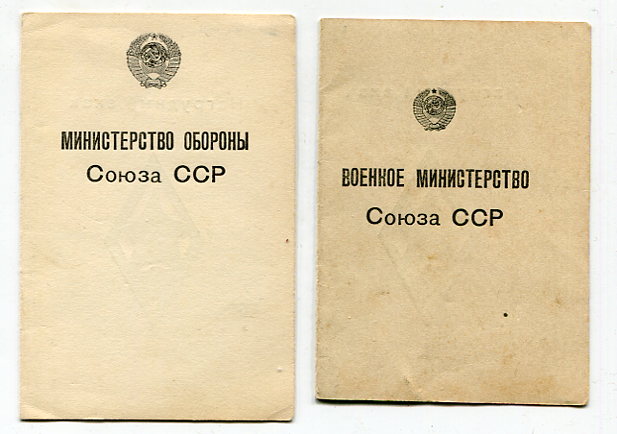 МИНИСТЕРСТВО ОБОРОНЫ
Союза ССР
ВОЕННОЕ МИНИСТЕРСТВО
Союза ССР